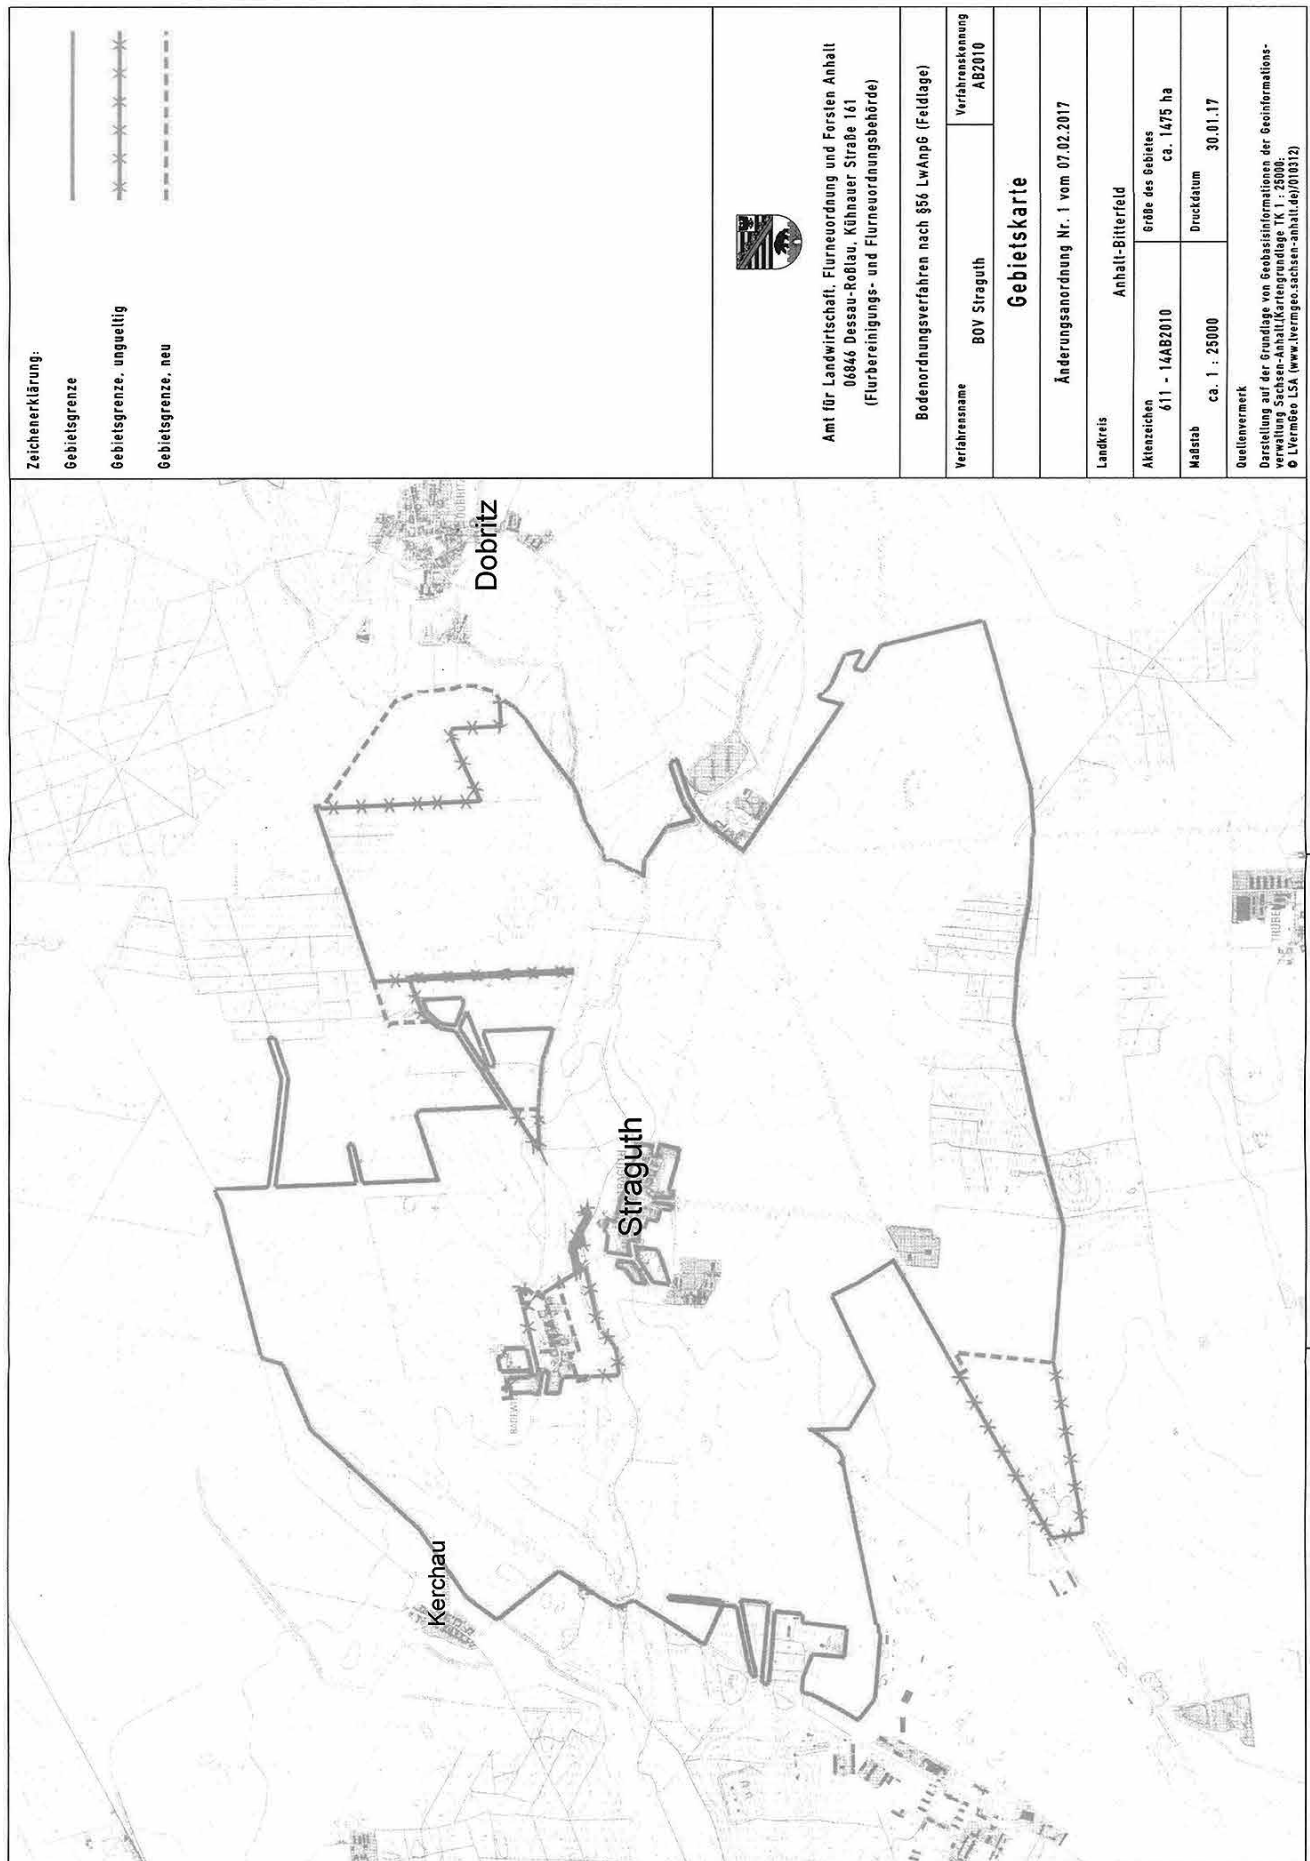 Zeichenerklärung:
Gebietsgrenze
Gebietsgrenze, ungueltig
Gebietsgrenze, neu
Amt für Landwirtschaft, Flurneuordnung und Forsten Anhalt
06846 Dessau-Roßlau, Kühnauer Straße 161
(Flurbereinigungs- und Flurneuordnungsbehörde)
Bodenordnungsverfahren nach §56 LwAnpG (Feldlage)
Verfahrensname
BOV Straguth
Verfahrenskennung
AB2010
Gebietskarte
Änderungsanordnung Nr. 1 vom 07.02.2017
Landkreis
Anhalt-Bitterfeld
Aktenzeichen
611 - 14AB2010
Größe des Gebietes
ca. 1475 ha
Maßstab
ca. 1 : 25000
Druckdatum
30.01.17
Quellenvermerk
Darstellung auf der Grundlage von Geobasisinformationen der Geoinformations-
verwaltung Sachsen-Anhalt.(Kartengrundlage TK 1 : 25000;
© LVermGeo LSA (www.lvermgeo.sachsen-anhalt.de)/010312)
Dobritz
Straguth
Kerchau